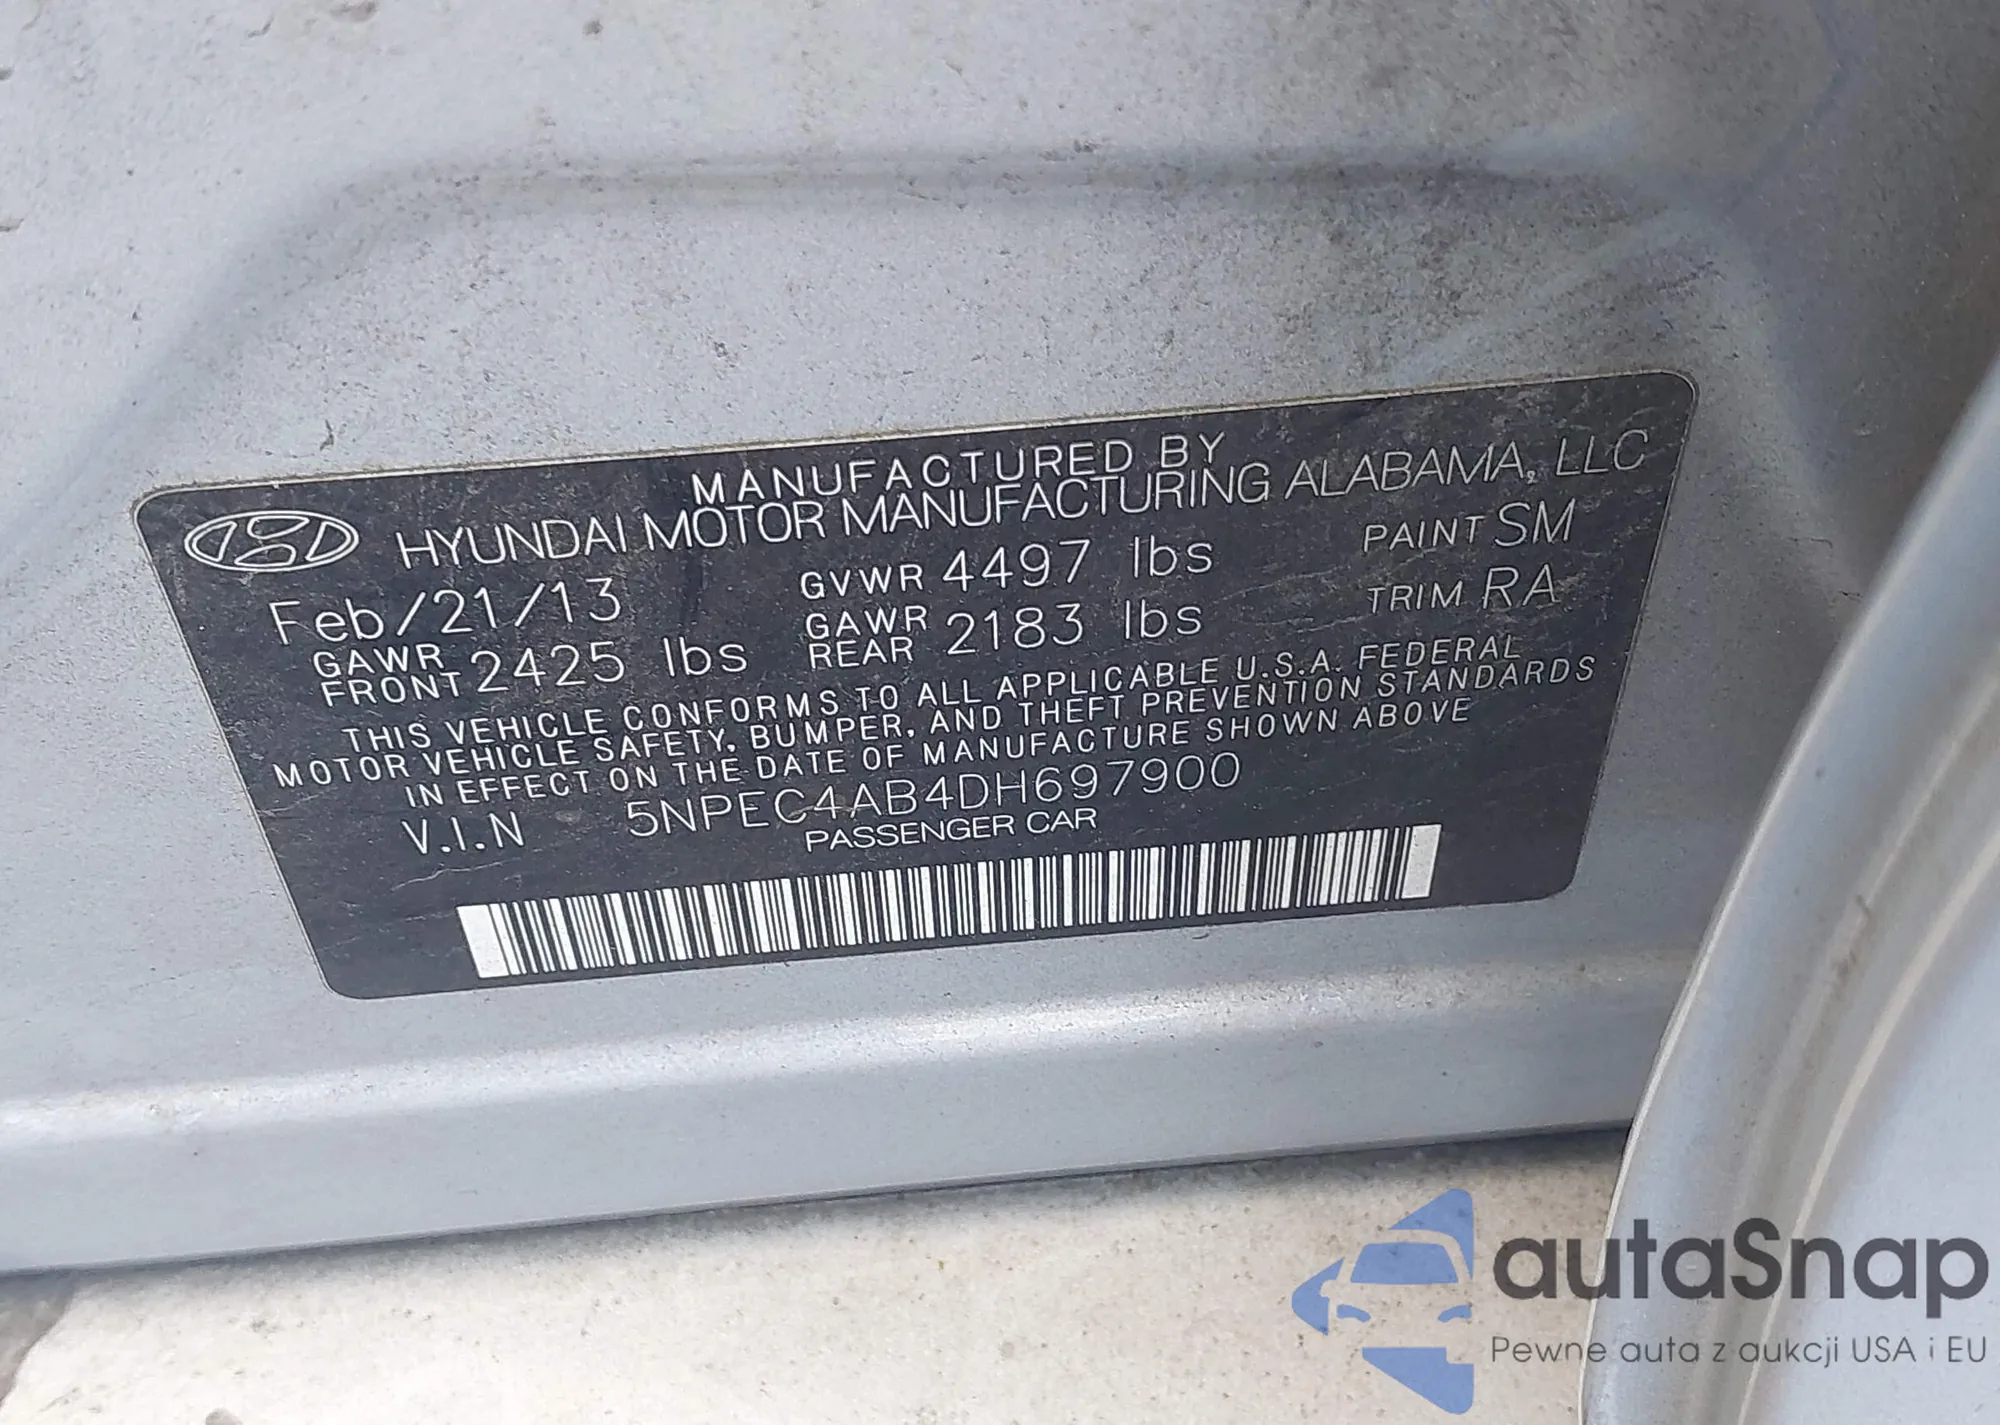 MANUFACTURED BY
HYUNDAI MOTOR MANUFACTURING ALABAMA, LLC
Feb/21/13 GVWR 4497 lbs PAINT SM
GAWR FRONT 2425 lbs GAWR REAR 2183 lbs TRIM RA
THIS VEHICLE CONFORMS TO ALL APPLICABLE U.S.A. FEDERAL
MOTOR VEHICLE SAFETY, BUMPER, AND THEFT PREVENTION STANDARDS
IN EFFECT ON THE DATE OF MANUFACTURE SHOWN ABOVE
V.I.N 5NPEC4AB4DH697900
PASSENGER CAR
autaSnap
Pewne auta z aukcji USA i EU